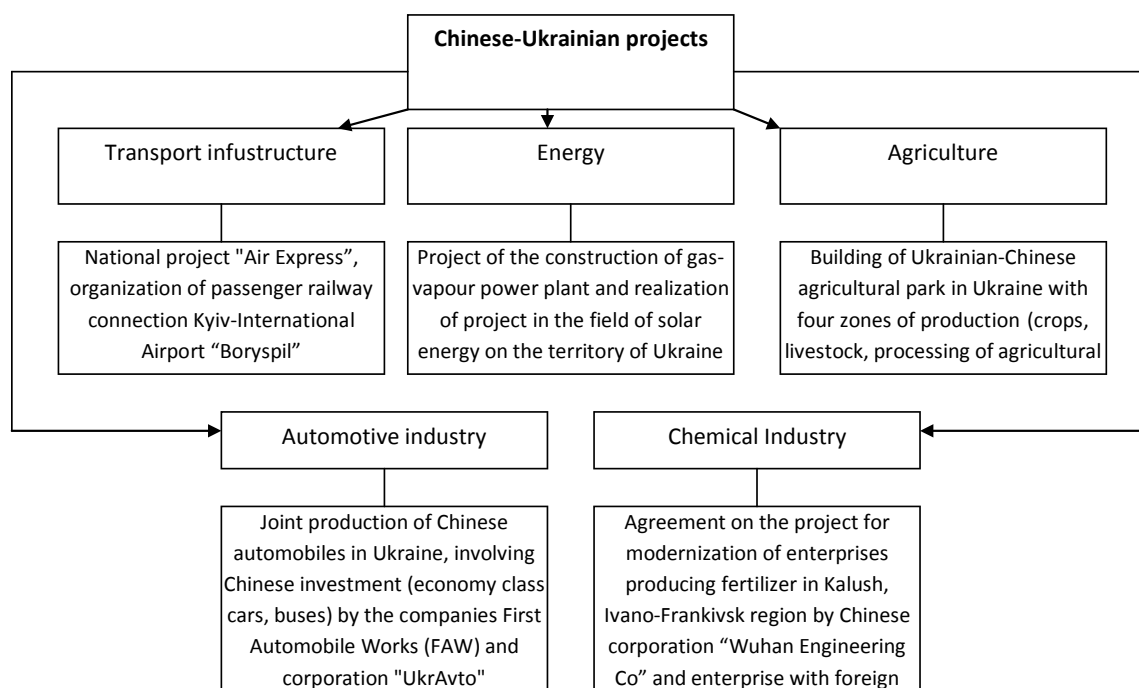 Chinese-Ukrainian projects
Transport infustructure
Energy
Agriculture
National project "Air Express”,
organization of passenger railway
connection Kyiv-International
Airport “Boryspil”
Project of the construction of gas-
vapour power plant and realization
of project in the field of solar
energy on the territory of Ukraine
Building of Ukrainian-Chinese
agricultural park in Ukraine with
four zones of production (crops,
livestock, processing of agricultural
Automotive industry
Chemical Industry
Joint production of Chinese
automobiles in Ukraine, involving
Chinese investment (economy class
cars, buses) by the companies First
Automobile Works (FAW) and
corporation "UkrAvto"
Agreement on the project for
modernization of enterprises
producing fertilizer in Kalush,
Ivano-Frankivsk region by Chinese
corporation “Wuhan Engineering
Co” and enterprise with foreign